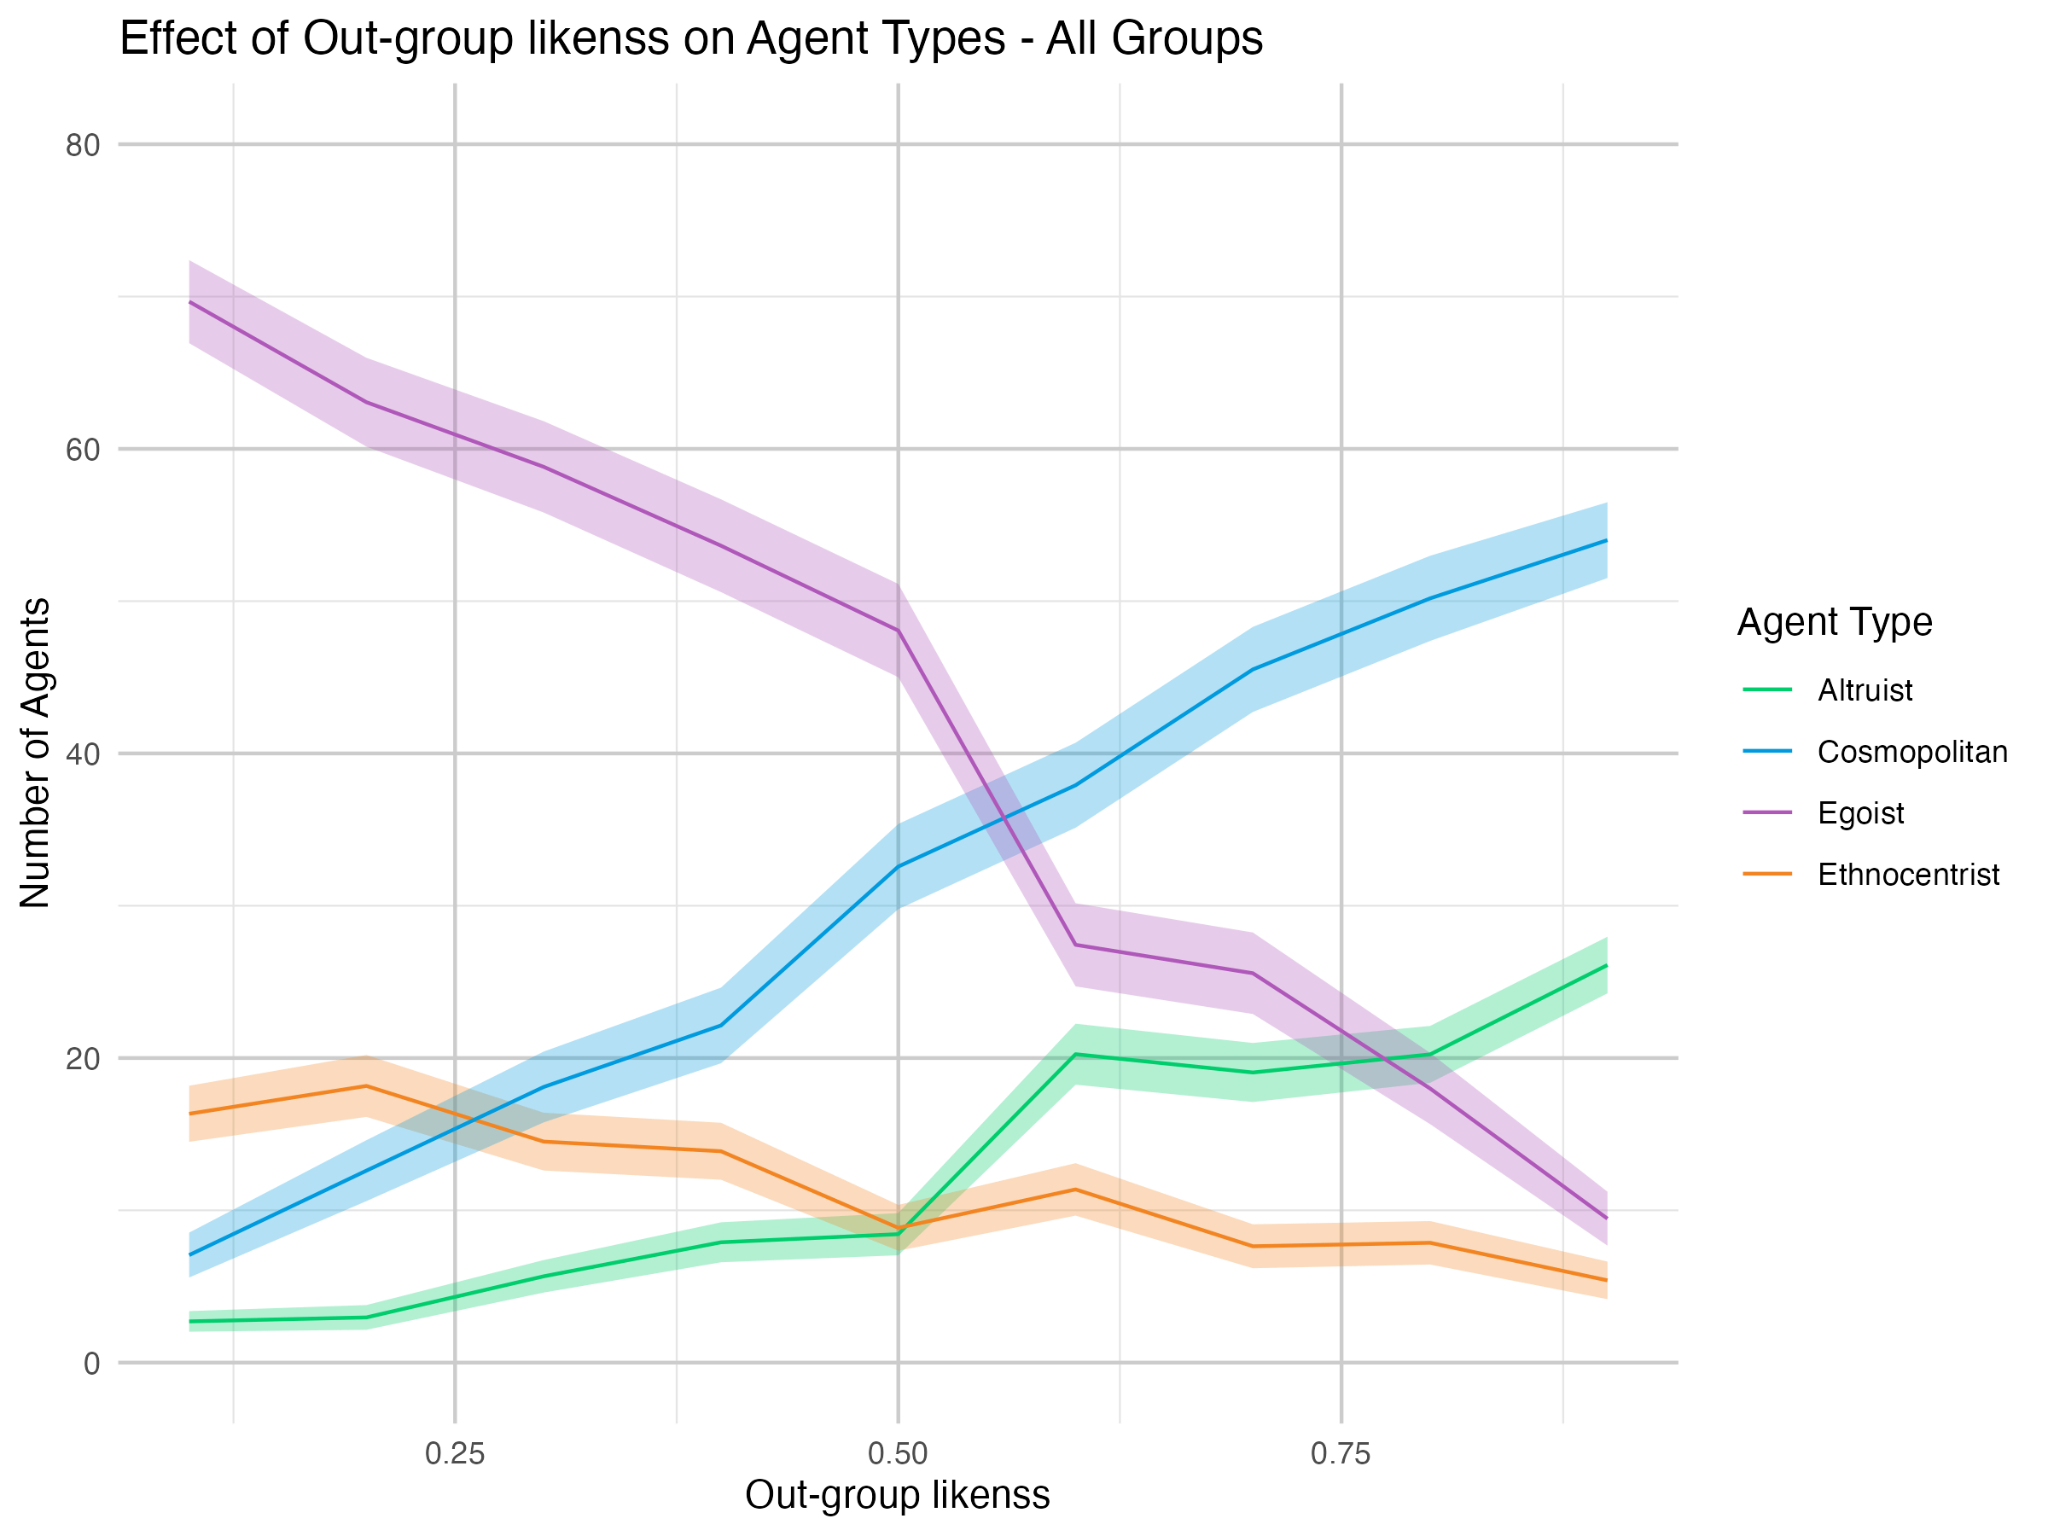 Effect of Out-group likenss on Agent Types - All Groups
80
60
40
20
0
Number of Agents
0.25
0.50
0.75
Out-group likenss
Agent Type
Altruist
Cosmopolitan
Egoist
Ethnocentrist